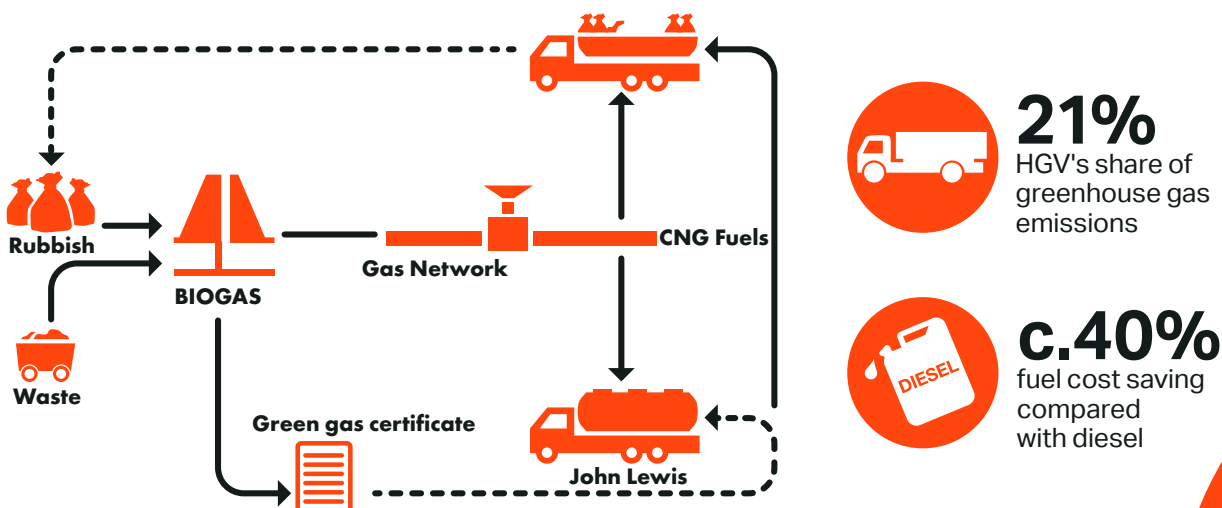 Rubbish
Waste
BIOGAS
Gas Network
CNG Fuels
Green gas certificate
John Lewis
21%
HGV's share of
greenhouse gas
emissions
DIESEL
c.40%
fuel cost saving
compared
with diesel